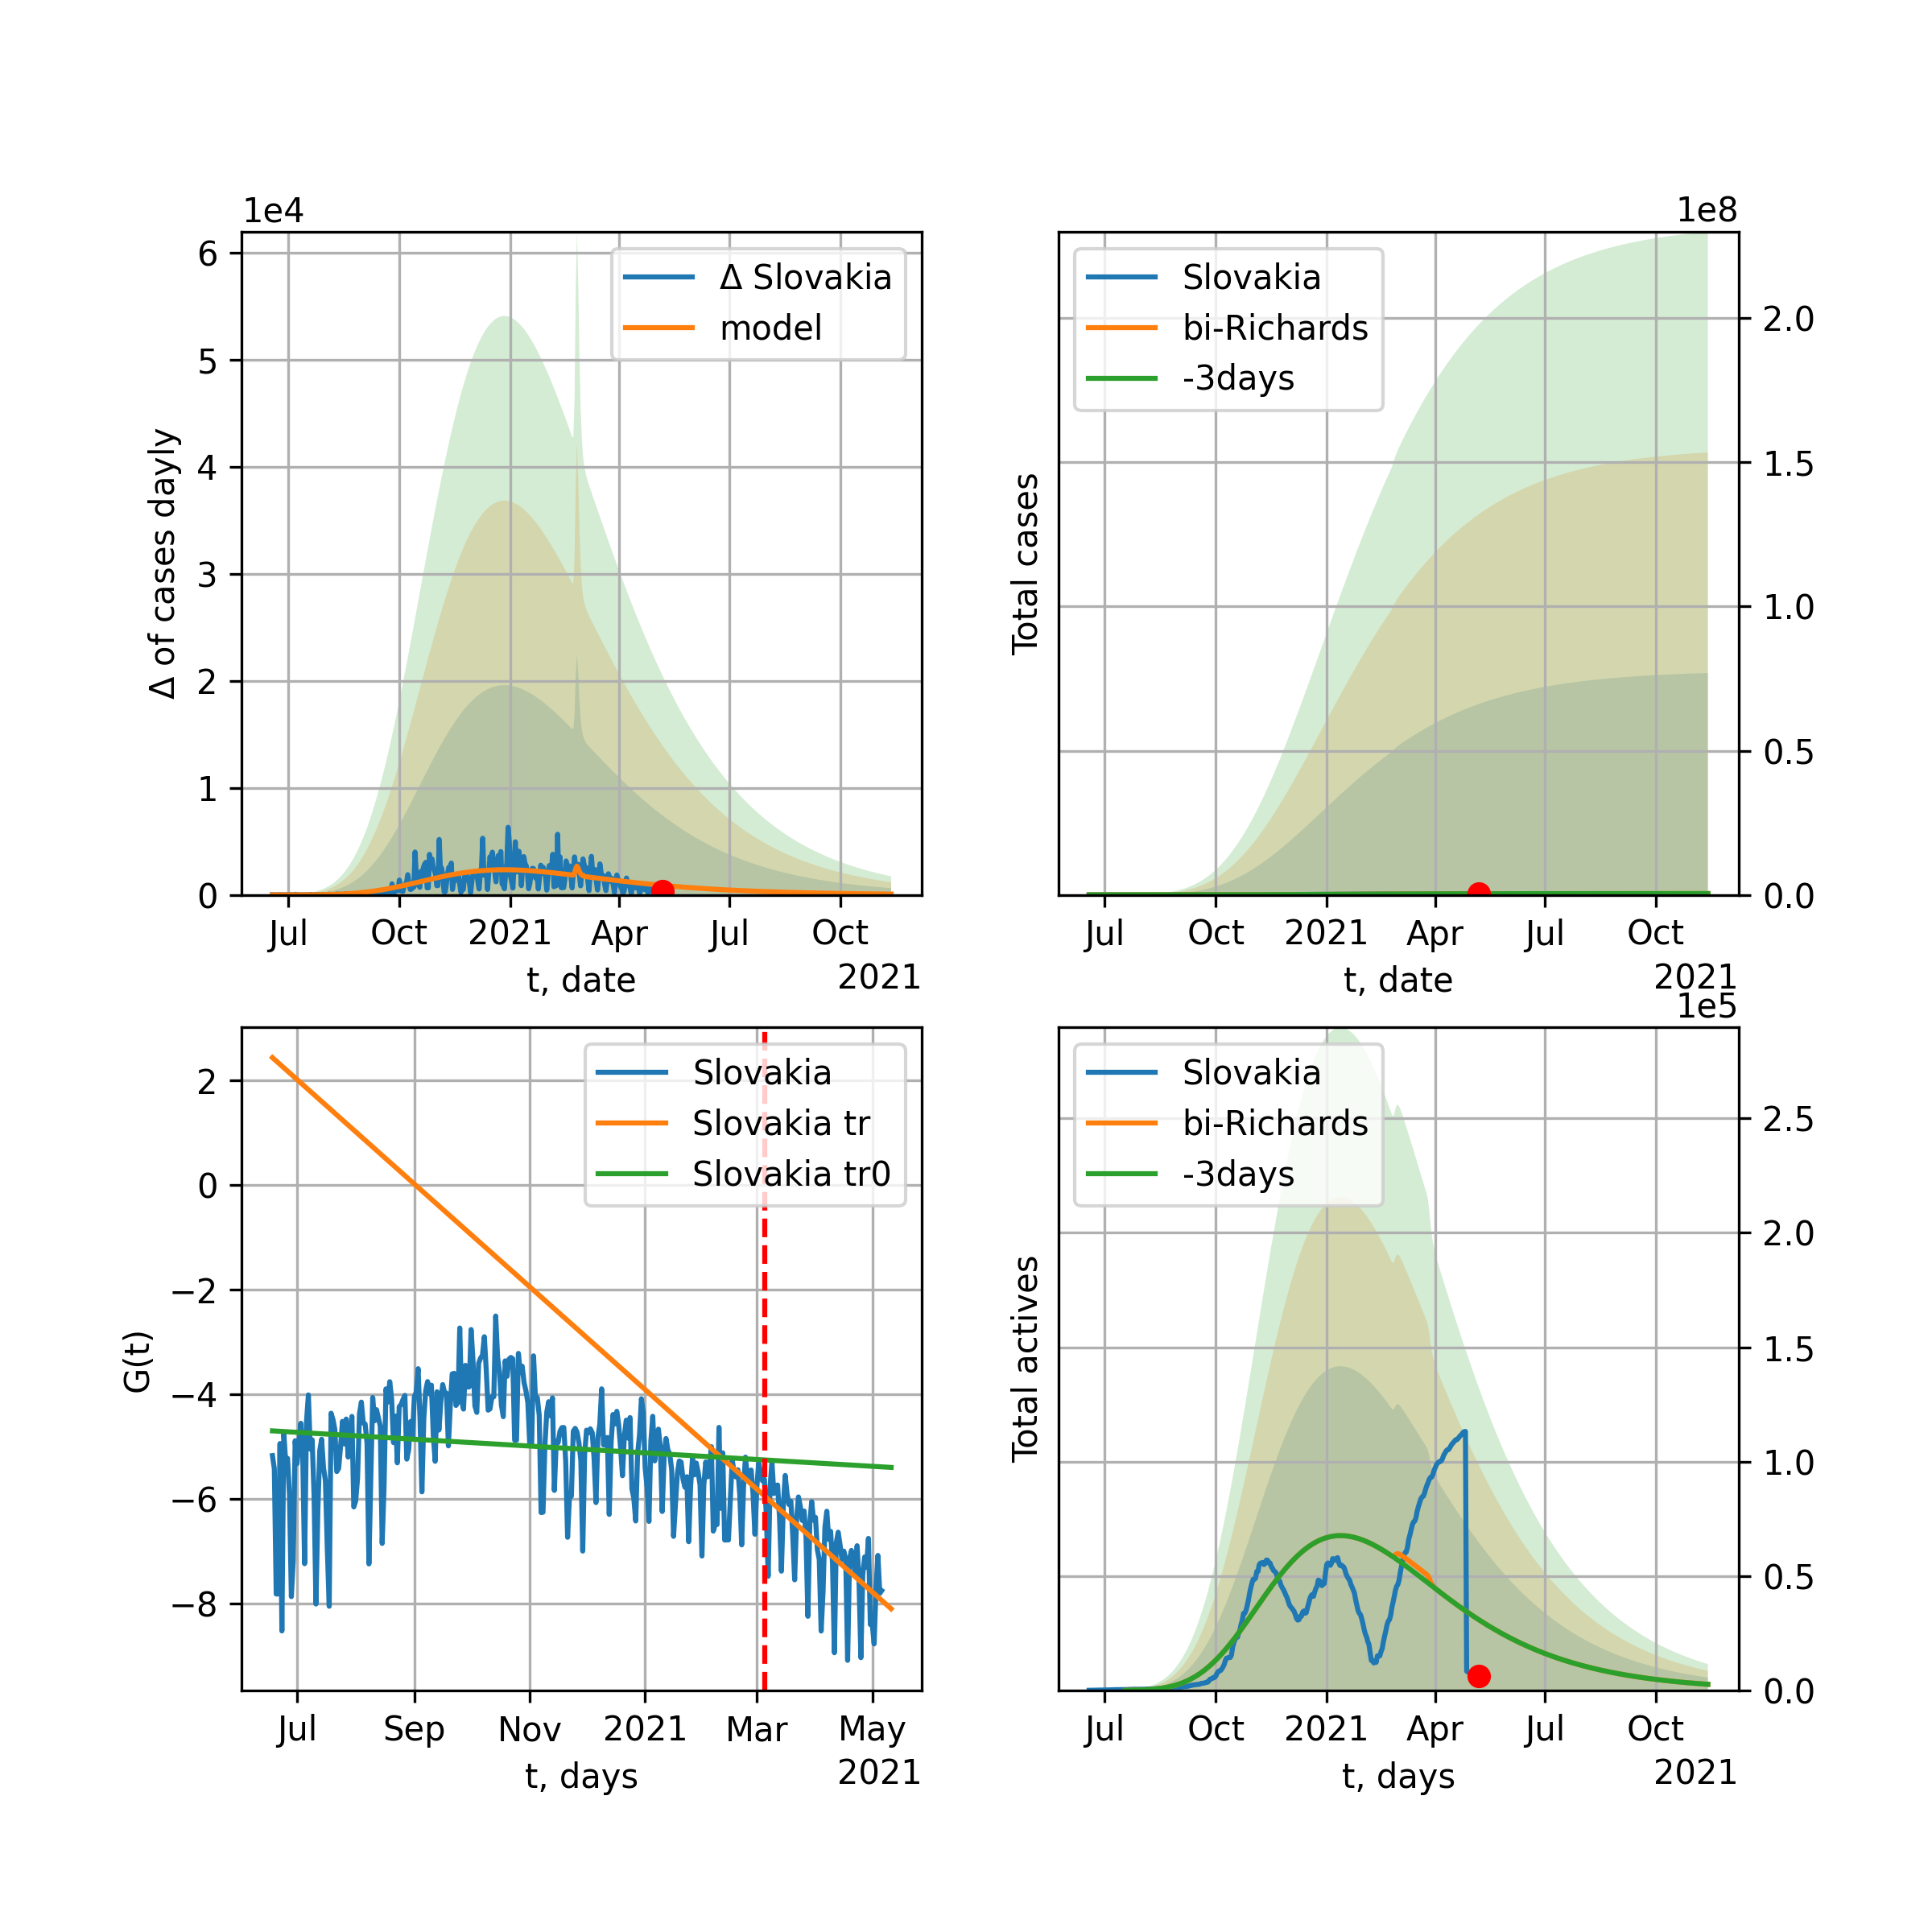 1e4
6
5
4
3
2
1
0
Δ of cases dayly
Δ Slovakia
model
Jul Oct 2021 Apr Jul Oct
t, date
2021
1e8
2.0
1.5
1.0
0.5
0.0
Total cases
Slovakia
bi-Richards
-3days
Jul Oct 2021 Apr Jul Oct
t, date
2021
2
0
−2
−4
−6
−8
G(t)
Slovakia
Slovakia tr
Slovakia tr0
Jul Sep Nov 2021 Mar May
t, days
2021
1e5
2.5
2.0
1.5
1.0
0.5
0.0
Total actives
Slovakia
bi-Richards
-3days
Jul Oct 2021 Apr Jul Oct
t, days
2021